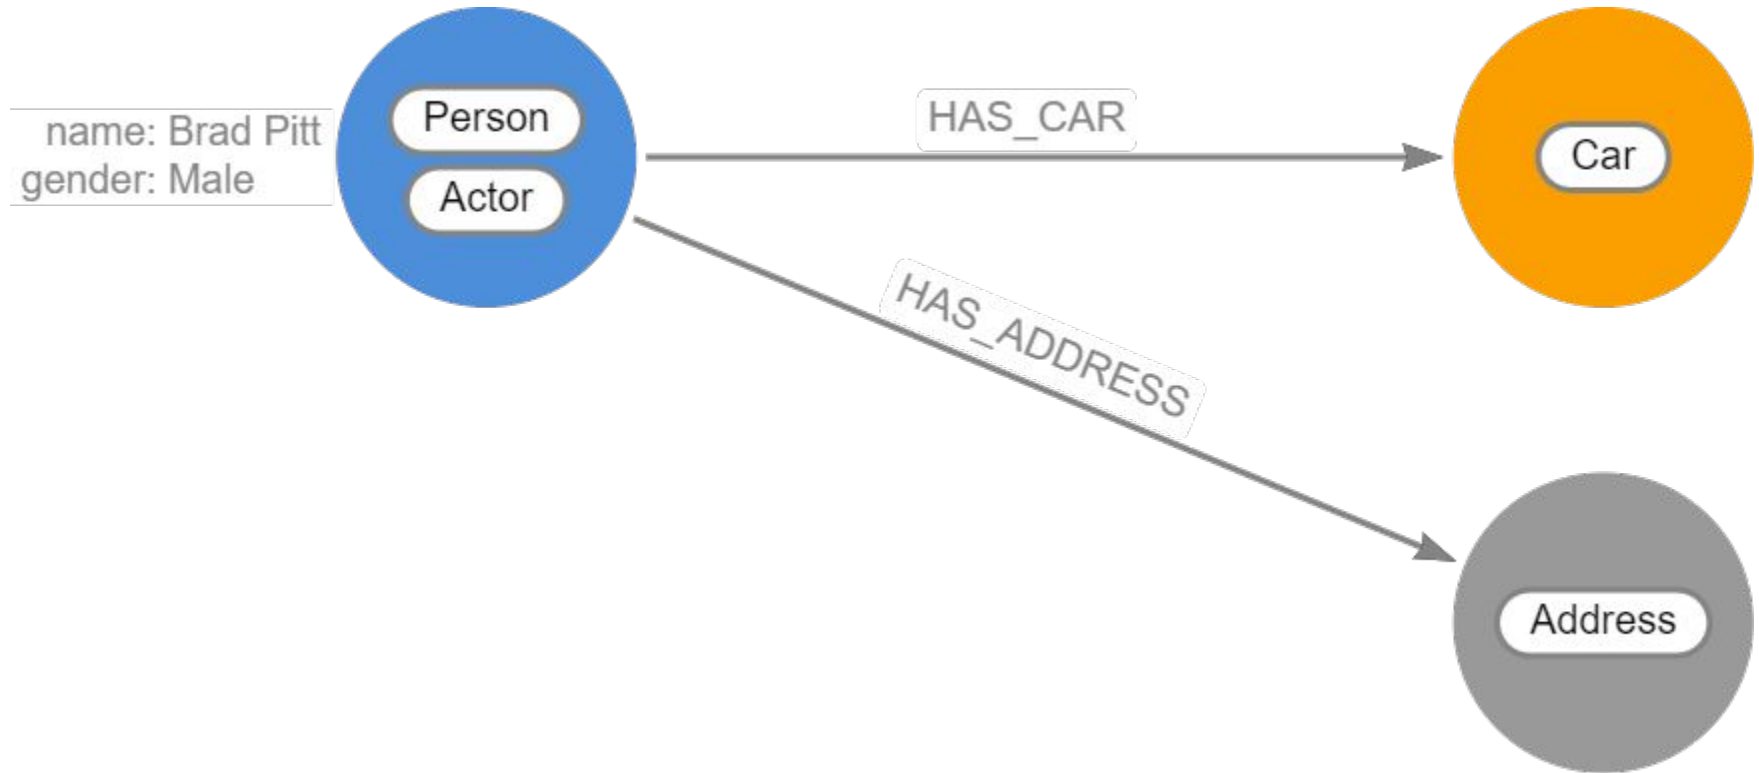 name: Brad Pitt
gender: Male
Person
Actor
HAS_CAR
Car
HAS_ADDRESS
Address